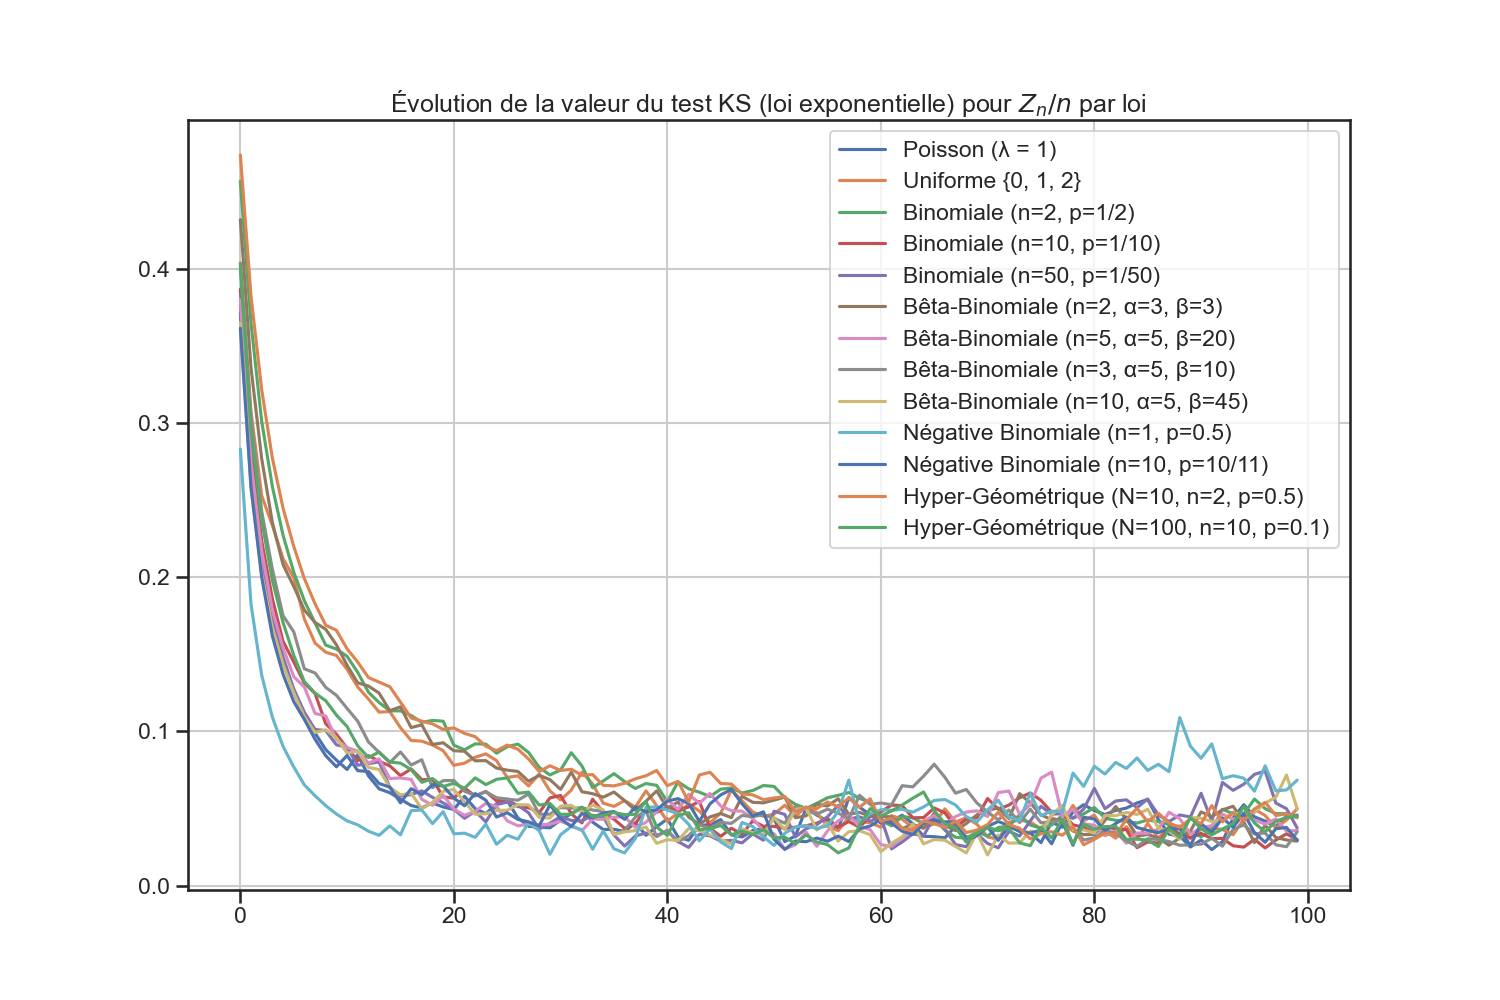 Évolution de la valeur du test KS (loi exponentielle) pour Zₙ/n par loi
Poisson (λ = 1)
Uniforme {0, 1, 2}
Binomiale (n=2, p=1/2)
Binomiale (n=10, p=1/10)
Binomiale (n=50, p=1/50)
Bêta-Binomiale (n=2, α=3, β=3)
Bêta-Binomiale (n=5, α=5, β=20)
Bêta-Binomiale (n=3, α=5, β=10)
Bêta-Binomiale (n=10, α=5, β=45)
Négative Binomiale (n=1, p=0.5)
Négative Binomiale (n=10, p=10/11)
Hyper-Géométrique (N=10, n=2, p=0.5)
Hyper-Géométrique (N=100, n=10, p=0.1)
0.4
0.3
0.2
0.1
0.0
0 20 40 60 80 100